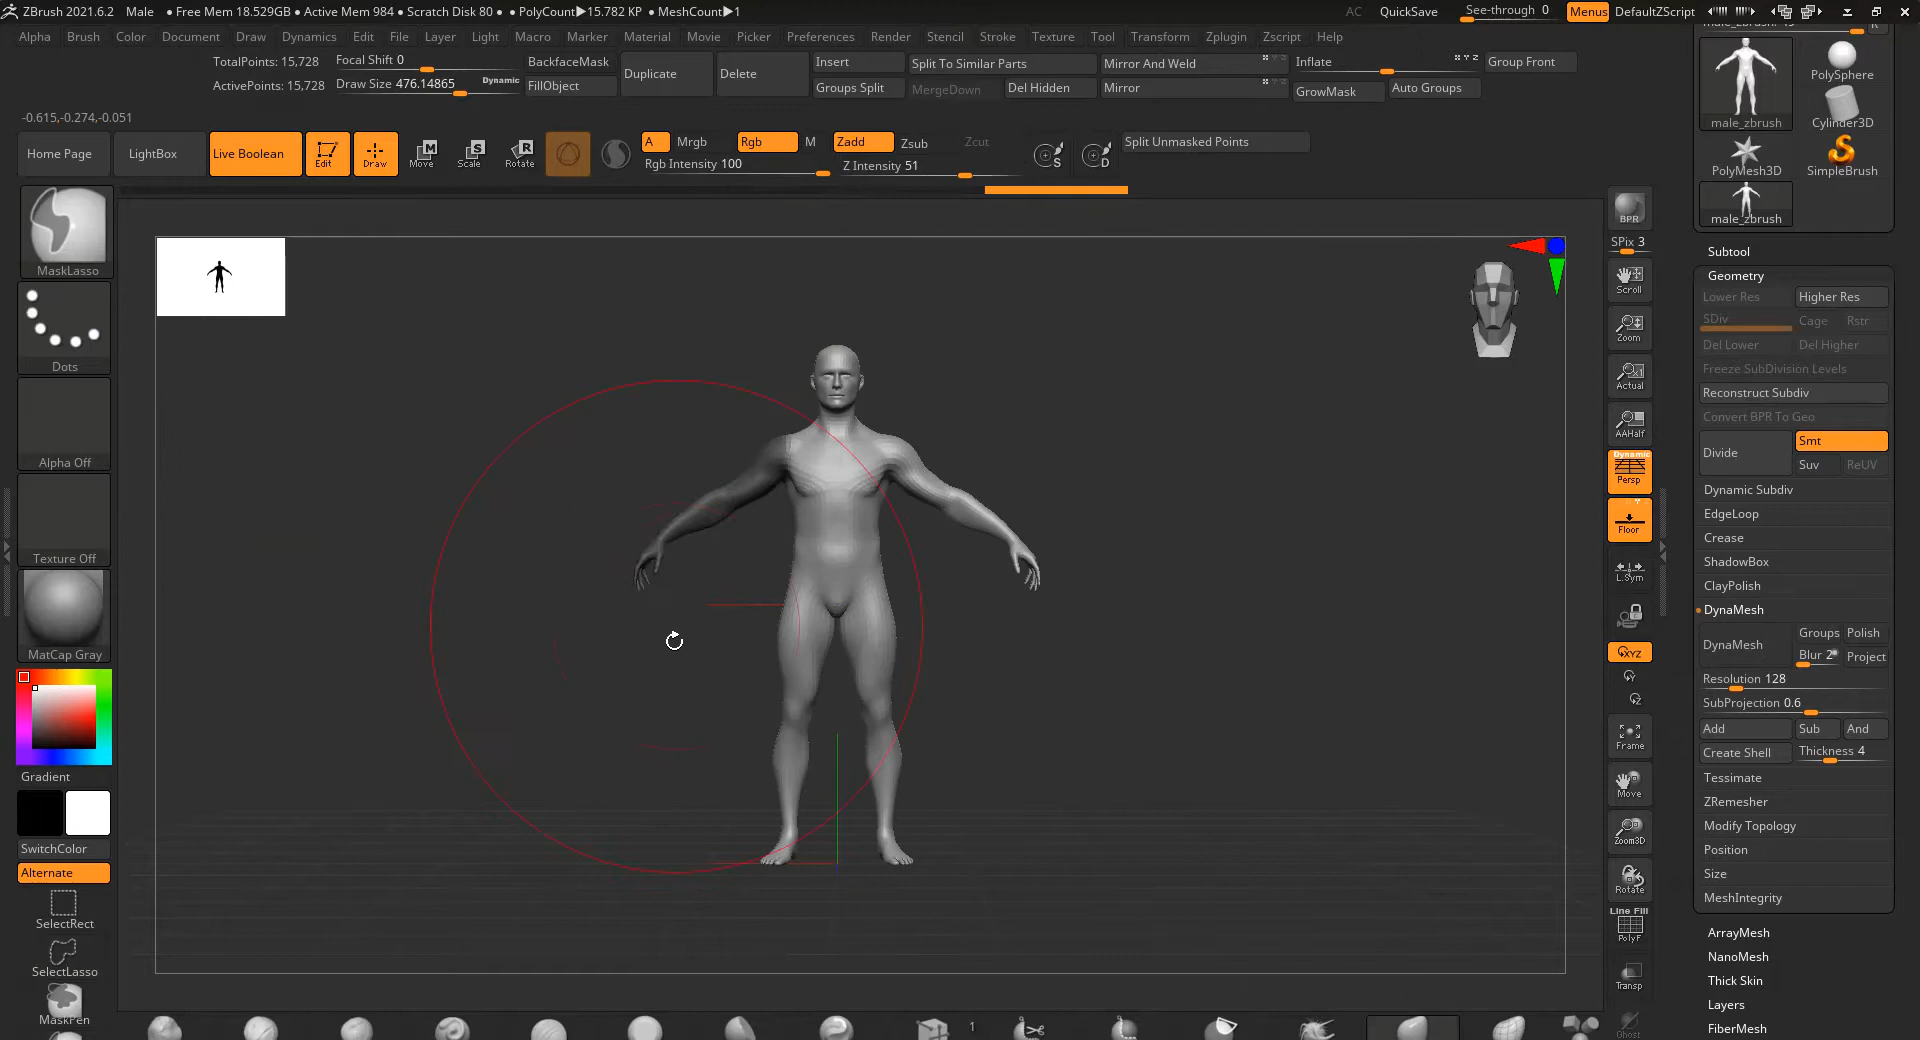 ZBrush 2021.6.2 Male • Free Mem 18.529GB • Active Mem 984 • Scratch Disk 80 • PolyCount▶15.782 KP • MeshCount▶1 AC QuickSave See-through 0 Menus DefaultZScript
Alpha Brush Color Document Draw Dynamics Edit File Layer Light Macro Marker Material Movie Picker Preferences Render Stencil Stroke Texture Tool Transform Zplugin Zscript Help
TotalPoints: 15,728 Focal Shift 0 BackfaceMask Duplicate Delete Insert Split To Similar Parts Mirror And Weld Inflate Group Front
ActivePoints: 15,728 Draw Size 476.14865 Dynamic FillObject Groups Split MergeDown Del Hidden Mirror GrowMask Auto Groups
-0.615,-0.274,-0.051
Home Page LightBox Live Boolean Edit Draw Move Scale Rotate A Mrgb Rgb M Zadd Zsub Zcut Split Unmasked Points
M S R
Rgb Intensity 100 Z Intensity 51 S D
MaskLasso
Dots
Alpha Off
Texture Off
MatCap Gray
Gradient
SwitchColor
Alternate
SelectRect
SelectLasso
MaskPen
1
BPR
SPix 3
Scroll
Zoom
Actual
AAHalf
Dynamic
Persp
Floor
L.Sym
XYZ
Y
Z
Frame
Move
Zoom3D
Rotate
Line Fill
PolyF
Transp
Ghost
male_zbrush PolySphere
Cylinder3D
PolyMesh3D SimpleBrush
male_zbrush
Subtool
Geometry
Lower Res Higher Res
SDiv Cage Rstr
Del Lower Del Higher
Freeze SubDivision Levels
Reconstruct Subdiv
Convert BPR To Geo
Divide Smt
Suv ReUV
Dynamic Subdiv
EdgeLoop
Crease
ShadowBox
ClayPolish
DynaMesh
DynaMesh Groups Polish
Blur 2 Project
Resolution 128
SubProjection 0.6
Add Sub And
Create Shell Thickness 4
Tessimate
ZRemesher
Modify Topology
Position
Size
MeshIntegrity
ArrayMesh
NanoMesh
Thick Skin
Layers
FiberMesh